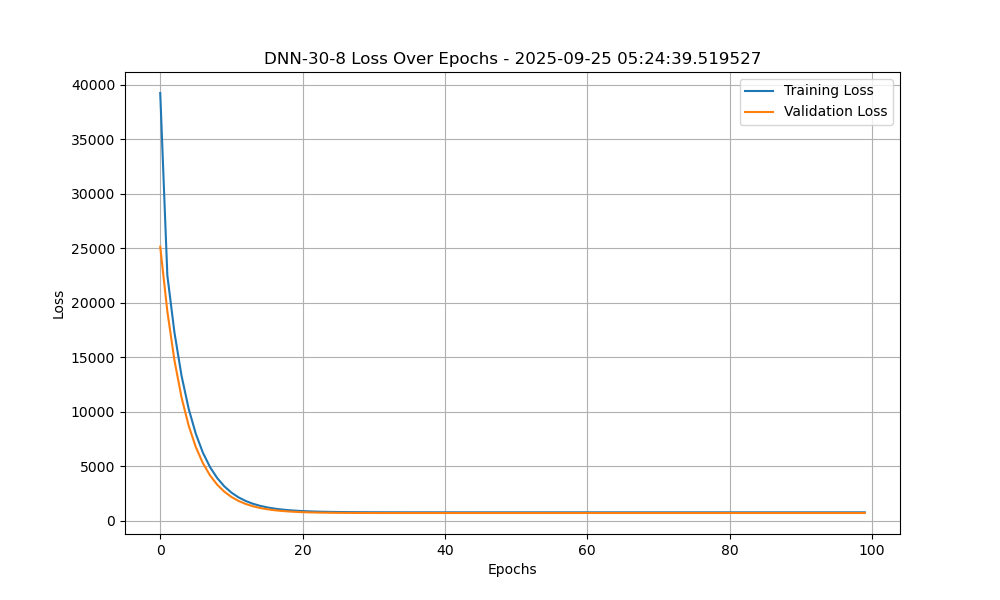 DNN-30-8 Loss Over Epochs - 2025-09-25 05:24:39.519527
Training Loss
Validation Loss
40000
35000
30000
25000
20000
15000
10000
5000
0
Loss
0 20 40 60 80 100
Epochs